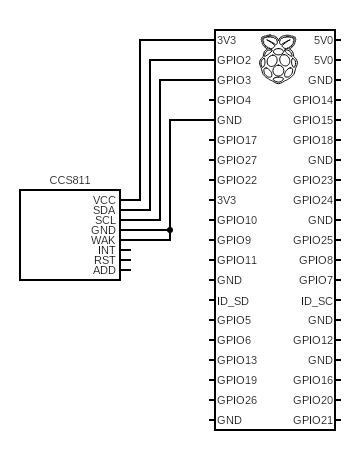 3V3 5V0
GPIO2 5V0
GPIO3 GND
GPIO4 GPIO14
GND GPIO15
GPIO17 GPIO18
GPIO27 GND
GPIO22 GPIO23
3V3 GPIO24
GPIO10 GND
GPIO9 GPIO25
GPIO11 GPIO8
GND GPIO7
ID_SD ID_SC
GPIO5 GND
GPIO6 GPIO12
GPIO13 GND
GPIO19 GPIO16
GPIO26 GPIO20
GND GPIO21
CCS811
VCC
SDA
SCL
GND
WAK
INT
RST
ADD